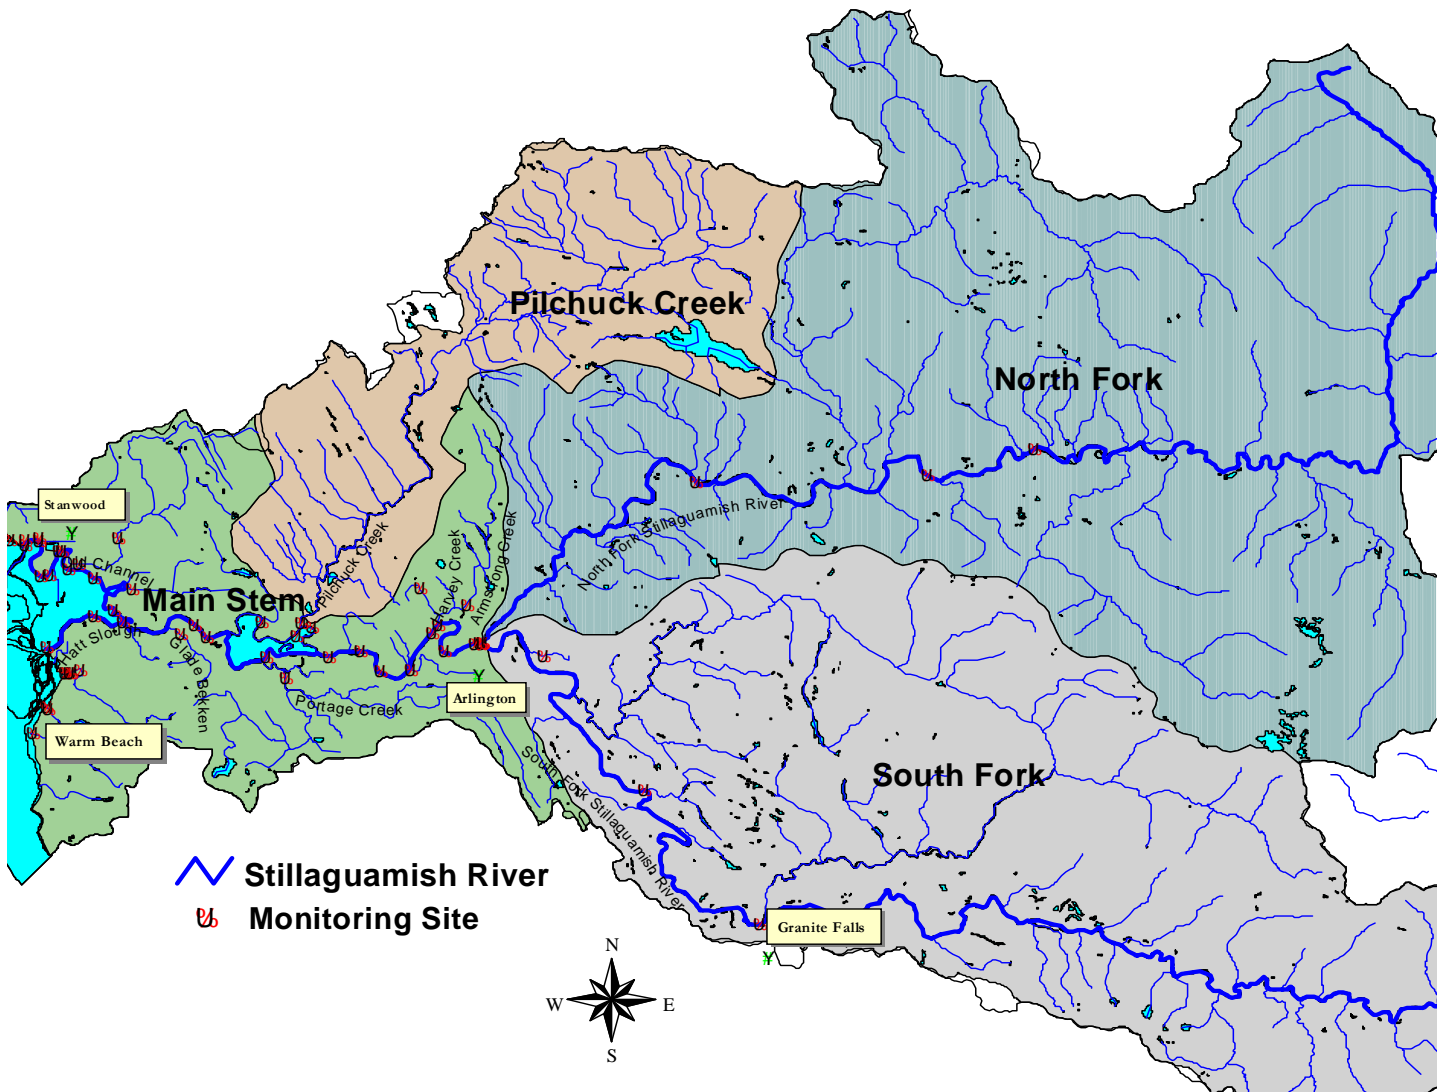 Pilchuck Creek
North Fork
Stanwood
Old Channel
Main Stem
Pilchuck Creek
Harvey Creek
Armstrong Creek
North Fork Stillaguamish River
Hatt Slough
Glade Bekken
Portage Creek
Arlington
Warm Beach
South Fork Stillaguamish River
South Fork
Stillaguamish River
Monitoring Site
Granite Falls
N
W
E
S